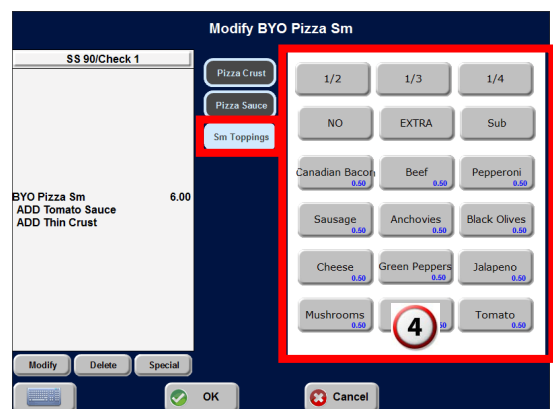 Modify BYO Pizza Sm
SS 90/Check 1
BYO Pizza Sm 6.00
ADD Tomato Sauce
ADD Thin Crust
Modify Delete Special
Pizza Crust
Pizza Sauce
Sm Toppings
1/2 1/3 1/4
NO EXTRA Sub
Canadian Bacon Beef Pepperoni
0.50 0.50 0.50
Sausage Anchovies Black Olives
0.50 0.50 0.50
Cheese Green Peppers Jalapeno
0.50 0.50 0.50
Mushrooms Tomato
0.50 0.50
4
OK Cancel